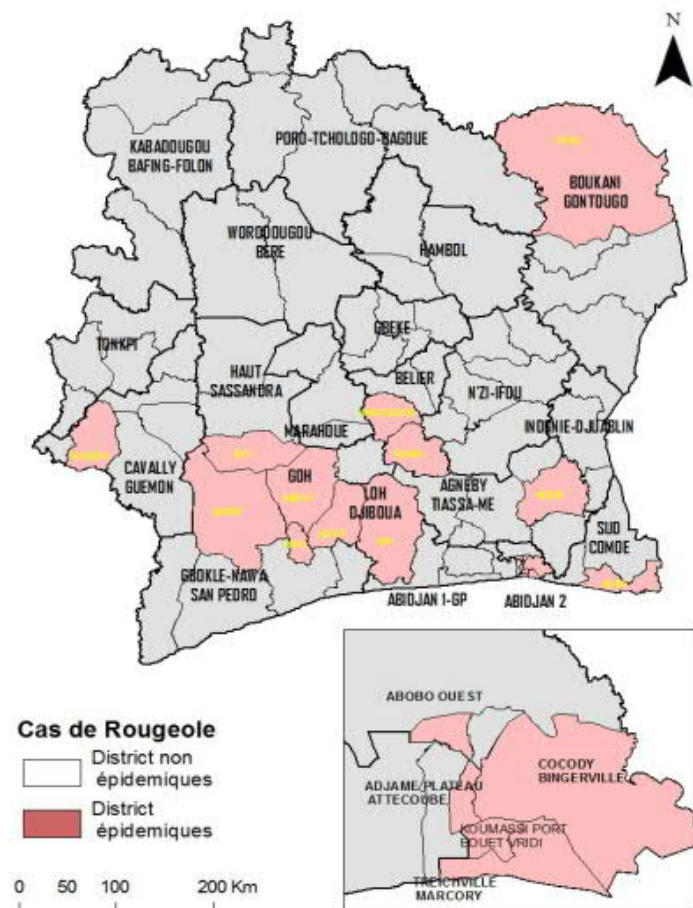 N
KABADOUGOU
BAFING-FOLON
PORO-TCHOLOGO-BAGOUE
BOUKANI
GONTOUGO
WORODOUGOU
BERE
HAMBOL
TONKPI
GBEKE
HAUT
SASSANDRA
BELIER
N'ZI-IFOU
MARAHOUE
INDENIE-DJUABLIN
CAVALLY
GUEMON
GOH
LOH
DJIBOUA
AGNEBY
TIASSA-ME
SUD
COMOE
GBOKLE-NAWA
SAN PEDRO
ABIDJAN 1-GP
ABIDJAN 2
ABOBO OUEST
COCODY
BINGERVILLE
ADJAME/PLATEAU
ATTECOUBE
KOUMASSI PORT
BOUET VRIDI
TREICHVILLE
MARCORY
Cas de Rougeole
District non
épidemiques
District
épidemiques
0 50 100 200 Km